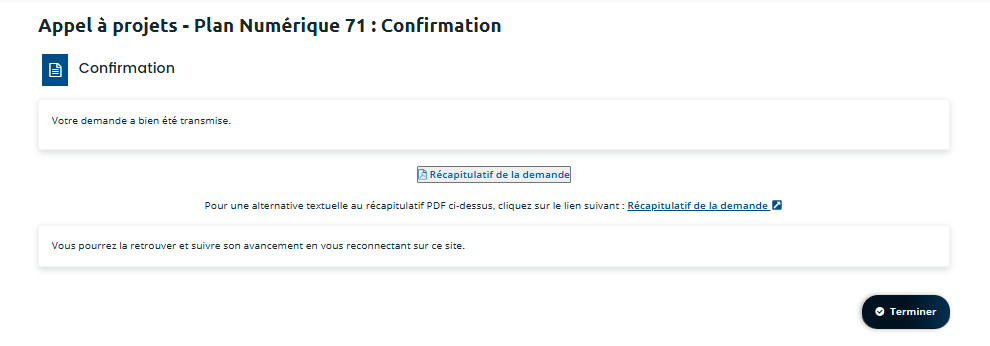 Appel à projets - Plan Numérique 71 : Confirmation
Confirmation
Votre demande a bien été transmise.
Récapitulatif de la demande
Pour une alternative textuelle au récapitulatif PDF ci-dessus, cliquez sur le lien suivant : Récapitulatif de la demande
Vous pourrez la retrouver et suivre son avancement en vous reconnectant sur ce site.
Terminer